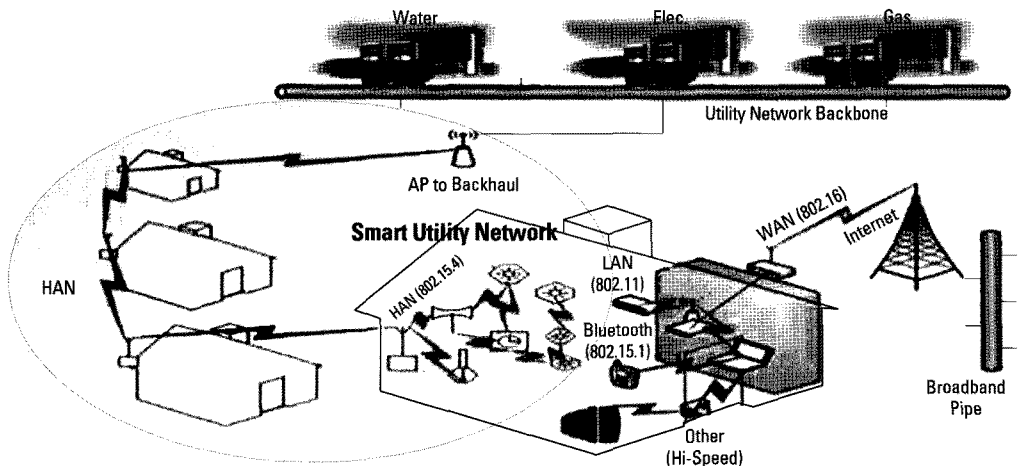 Water
Elec
Gas
Utility Network Backbone
AP to Backhaul
WAN (802.16)
Internet
Smart Utility Network
HAN
HAN (802.15.4)
LAN
(802.11)
Bluetooth
(802.15.1)
Broadband
Pipe
Other
(Hi-Speed)